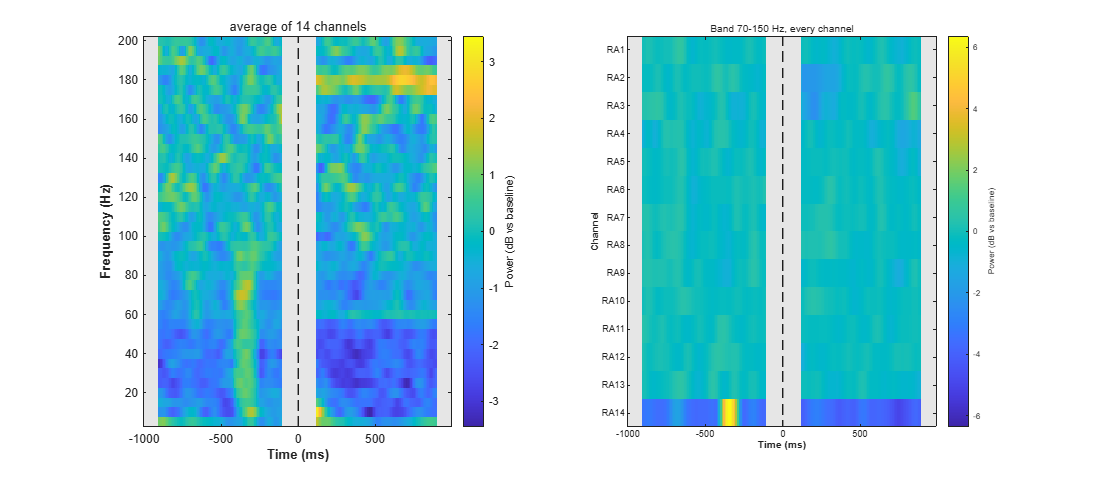 average of 14 channels
Frequency (Hz)
200
180
160
140
120
100
80
60
40
20
-1000
-500
0
500
Time (ms)
3
2
1
0
-1
-2
-3
Power (dB vs baseline)
Band 70-150 Hz, every channel
Channel
RA1
RA2
RA3
RA4
RA5
RA6
RA7
RA8
RA9
RA10
RA11
RA12
RA13
RA14
-1000
-500
0
500
Time (ms)
6
4
2
0
-2
-4
-6
Power (dB vs baseline)